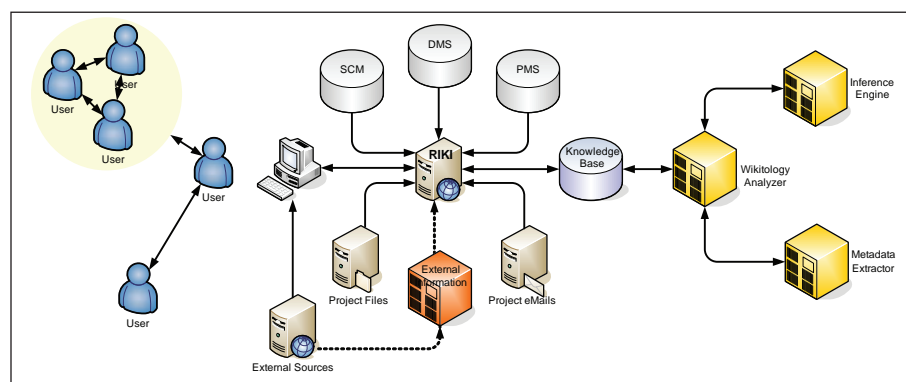 DMS
SCM
PMS
User
User
User
User
User
RIKI
Knowledge
Base
Inference
Engine
Wikitology
Analyzer
Metadata
Extractor
Project Files
External
Information
Project eMails
External Sources